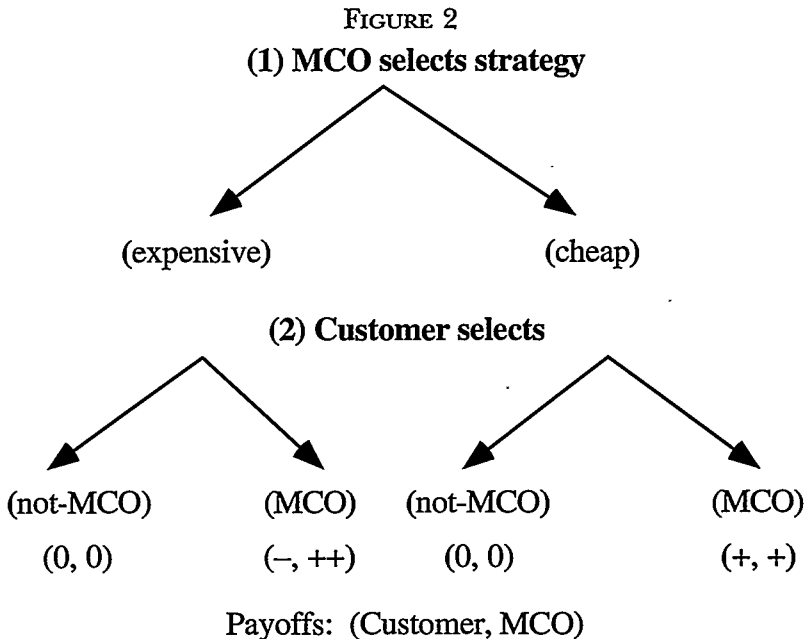 FIGURE 2
(1) MCO selects strategy
(expensive) (cheap)
(2) Customer selects
(not-MCO) (MCO) (not-MCO) (MCO)
(0, 0) (–, ++) (0, 0) (+, +)
Payoffs: (Customer, MCO)